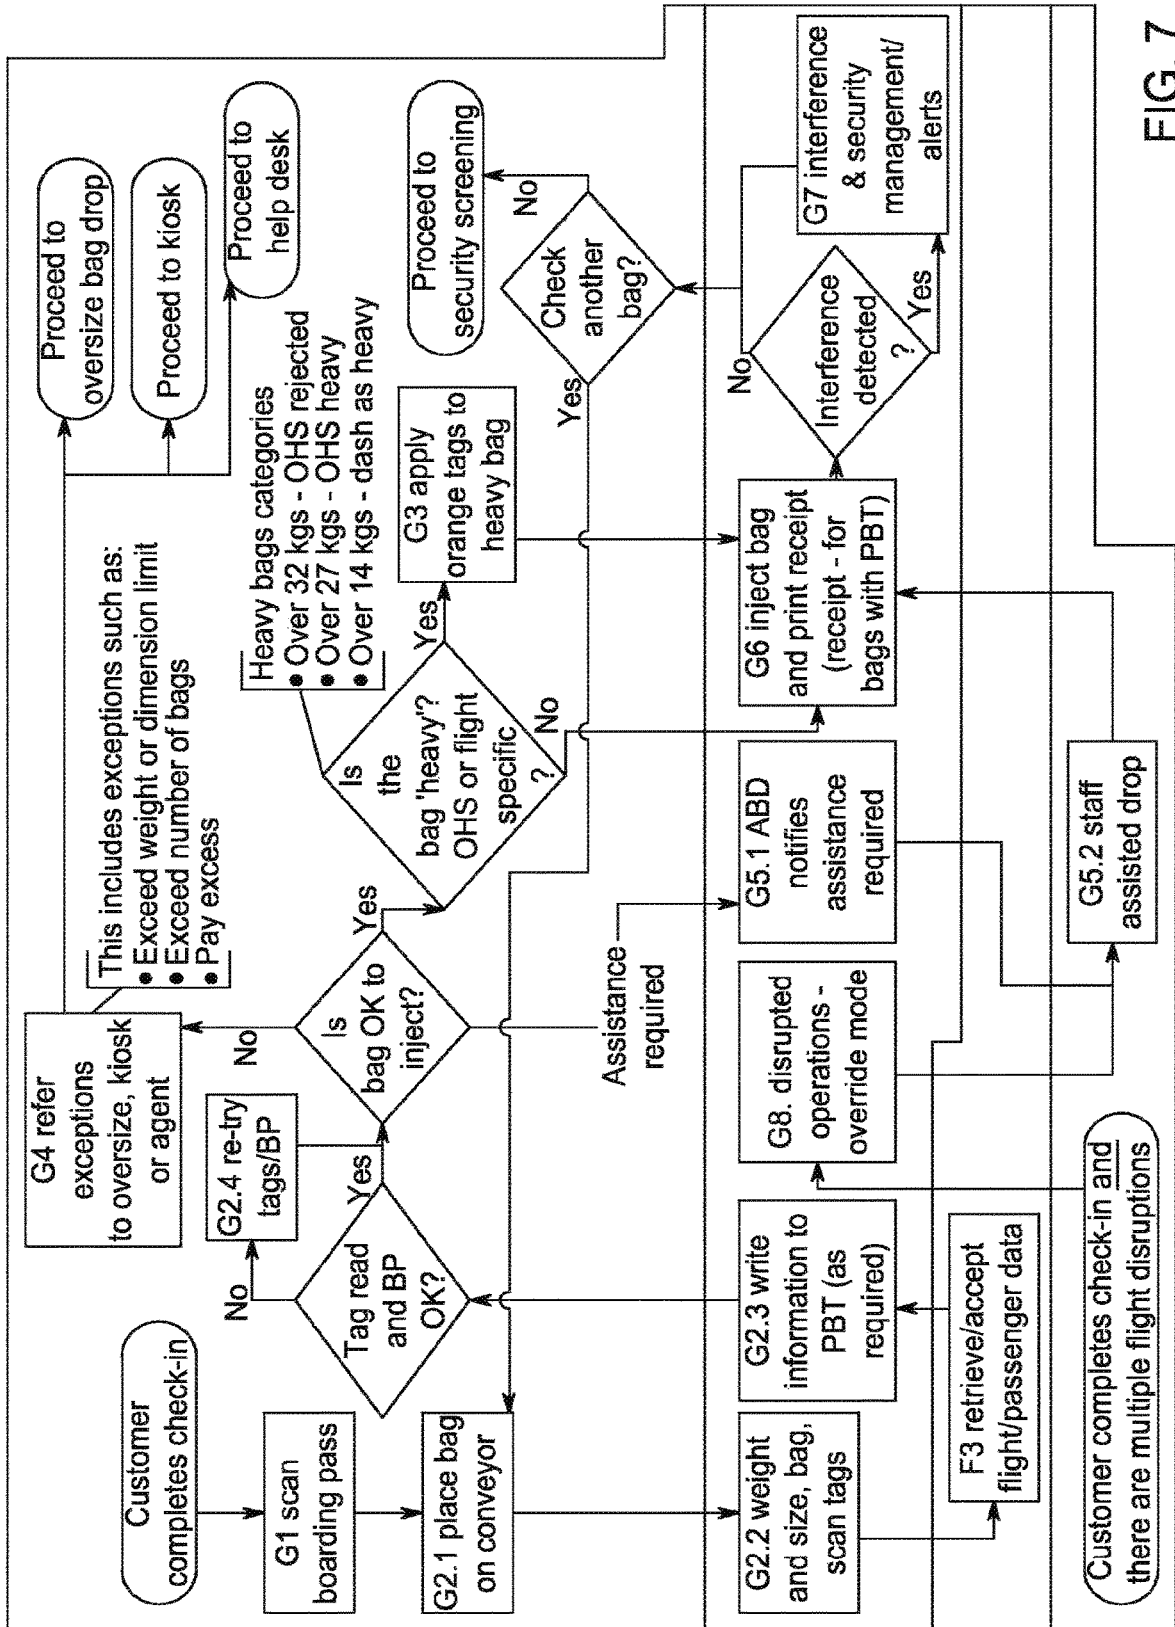 Customer
completes check-in
G1 scan
boarding pass
G2.1 place bag
on conveyor
Tag read
and BP
OK?
No
Yes
G2.4 re-try
tags/BP
G4 refer
exceptions
to oversize, kiosk
or agent
This includes exceptions such as:
• Exceed weight or dimension limit
• Exceed number of bags
• Pay excess
Proceed to
oversize bag drop
Proceed to kiosk
Proceed to
help desk
Is
bag OK to
inject?
No
Yes
Assistance
required
Heavy bags categories
• Over 32 kgs - OHS rejected
• Over 27 kgs - OHS heavy
• Over 14 kgs - dash as heavy
Is
the
bag 'heavy'?
OHS or flight
specific
?
Yes
No
G3 apply
orange tags to
heavy bag
Proceed to
security screening
Check
another
bag?
No
Yes
G2.2 weight
and size, bag,
scan tags
G2.3 write
information to
PBT (as
required)
G8. disrupted
operations -
override mode
G5.1 ABD
notifies
assistance
required
G6 inject bag
and print receipt
(receipt - for
bags with PBT)
Interference
detected
?
No
Yes
G7 interference
& security
management/
alerts
F3 retrieve/accept
flight/passenger data
Customer completes check-in and
there are multiple flight disruptions
G5.2 staff
assisted drop
FIG. 7